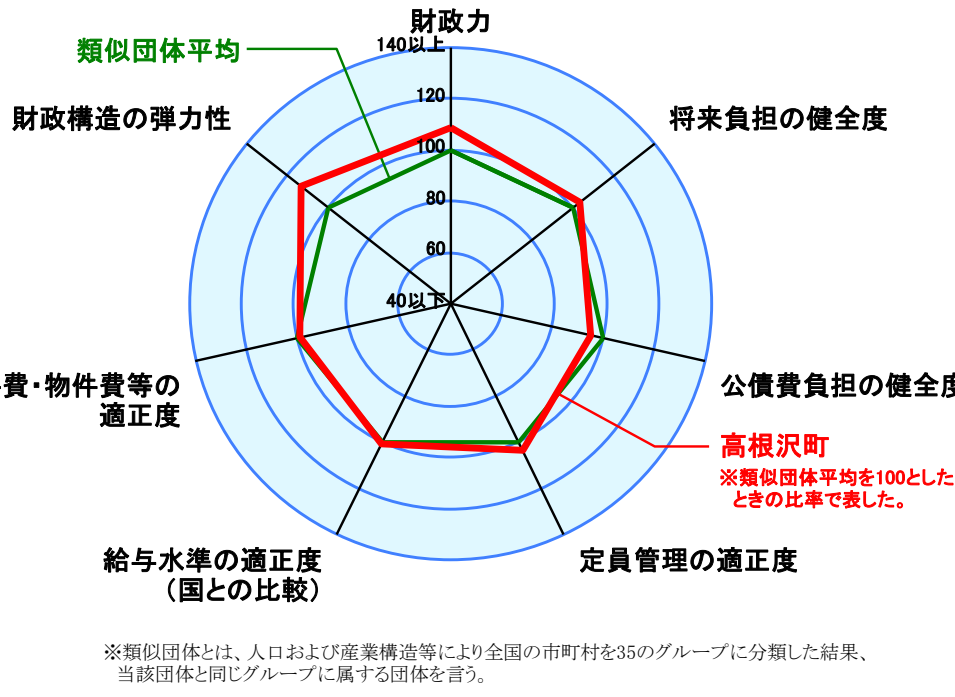 財政力
140以上
類似団体平均
120
財政構造の弾力性
将来負担の健全度
100
80
60
40以下
費・物件費等の
適正度
公債費負担の健全度
高根沢町
※類似団体平均を100とした
ときの比率で表した。
給与水準の適正度
（国との比較）
定員管理の適正度
※類似団体とは、人口および産業構造等により全国の市町村を35のグループに分類した結果、
当該団体と同じグループに属する団体を言う。